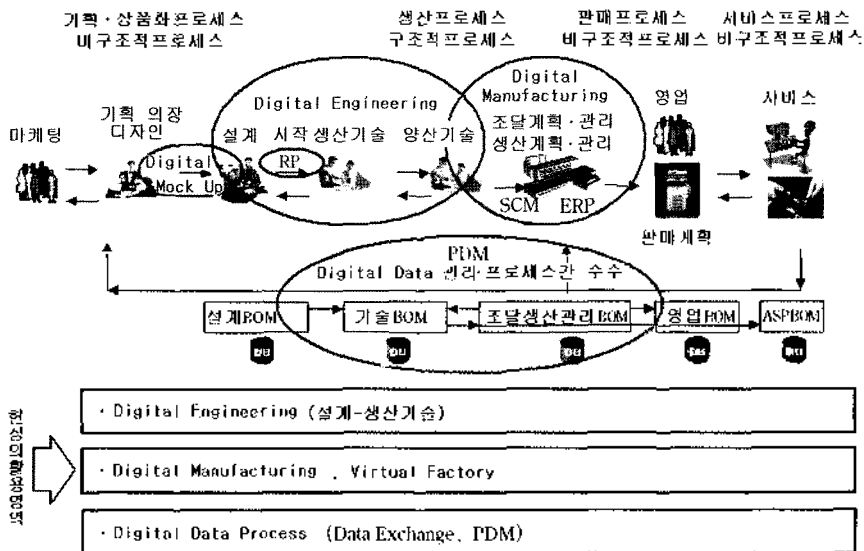 기획·상품화프로세스 생산프로세스 판매프로세스 서비스프로세스
비구조적프로세스 구조적프로세스 비구조적프로세스 비구조적프로세스
Digital Engineering
Digital Manufacturing
마케팅
기획 의장 디자인
설계 시작 생산기술 양산기술
조달계획·관리
생산계획·관리
영업
사비스
Digital Mock Up
RP
SCM ERP
판매계획
PDM
Digital Data 관리·프로세스간 수수
설계BOM 기술BOM 조달생산관리BOM 영업BOM ASPBOM
· Digital Engineering (설계-생산기술)
· Digital Manufacturing , Virtual Factory
· Digital Data Process (Data Exchange, PDM)